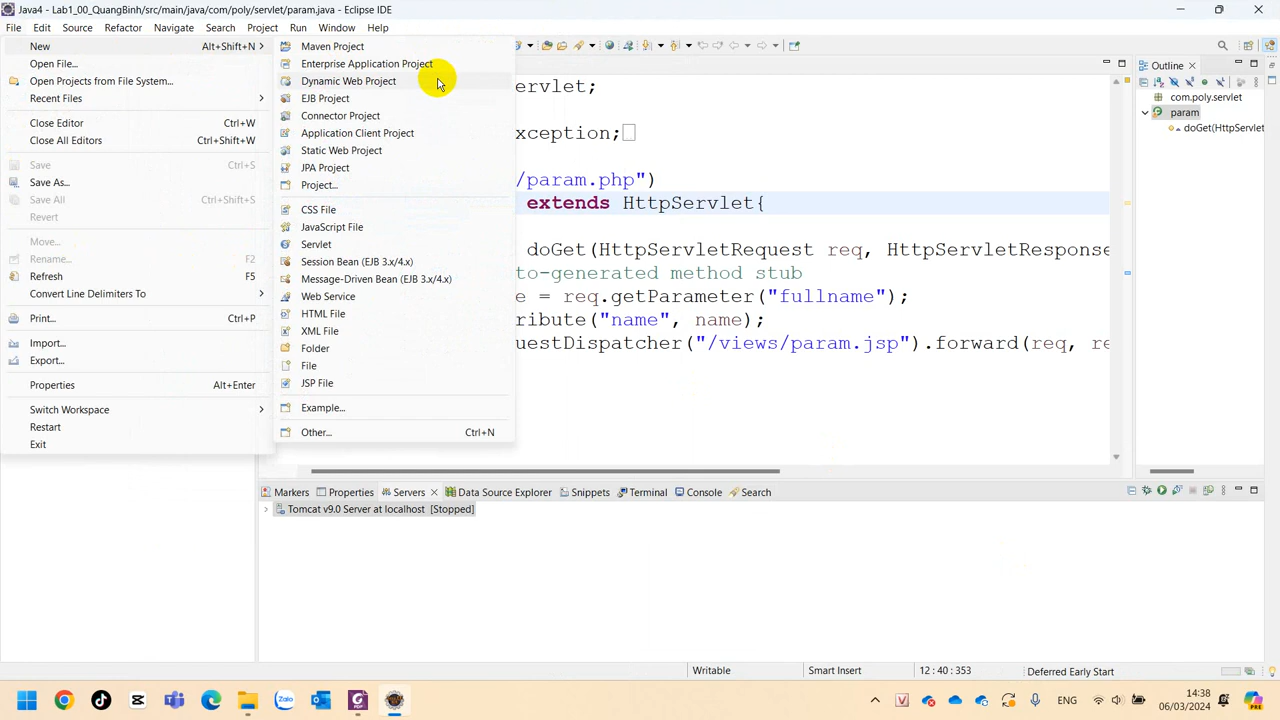 Java4 - Lab1_00_QuangBinh/src/main/java/com/poly/servlet/param.java - Eclipse IDE
File Edit Source Refactor Navigate Search Project Run Window Help
New Alt+Shift+N
Open File...
Open Projects from File System...
Recent Files
Close Editor Ctrl+W
Close All Editors Ctrl+Shift+W
Save Ctrl+S
Save As...
Save All Ctrl+Shift+S
Revert
Move...
Rename... F2
Refresh F5
Convert Line Delimiters To
Print... Ctrl+P
Import...
Export...
Properties Alt+Enter
Switch Workspace
Restart
Exit
Maven Project
Enterprise Application Project
Dynamic Web Project
EJB Project
Connector Project
Application Client Project
Static Web Project
JPA Project
Project...
CSS File
JavaScript File
Servlet
Session Bean (EJB 3.x/4.x)
Message-Driven Bean (EJB 3.x/4.x)
Web Service
HTML File
XML File
Folder
File
JSP File
Example...
Other... Ctrl+N
ervlet;
xception;
/param.php")
extends HttpServlet{
doGet(HttpServletRequest req, HttpServletResponse
to-generated method stub
e = req.getParameter("fullname");
ribute("name", name);
uestDispatcher("/views/param.jsp").forward(req, re
Outline
com.poly.servlet
param
doGet(HttpServlet
Markers Properties Servers Data Source Explorer Snippets Terminal Console Search
Tomcat v9.0 Server at localhost [Stopped]
Writable Smart Insert 12 : 40 : 353 Deferred Early Start
Zalo
ENG
14:38
06/03/2024
PRE